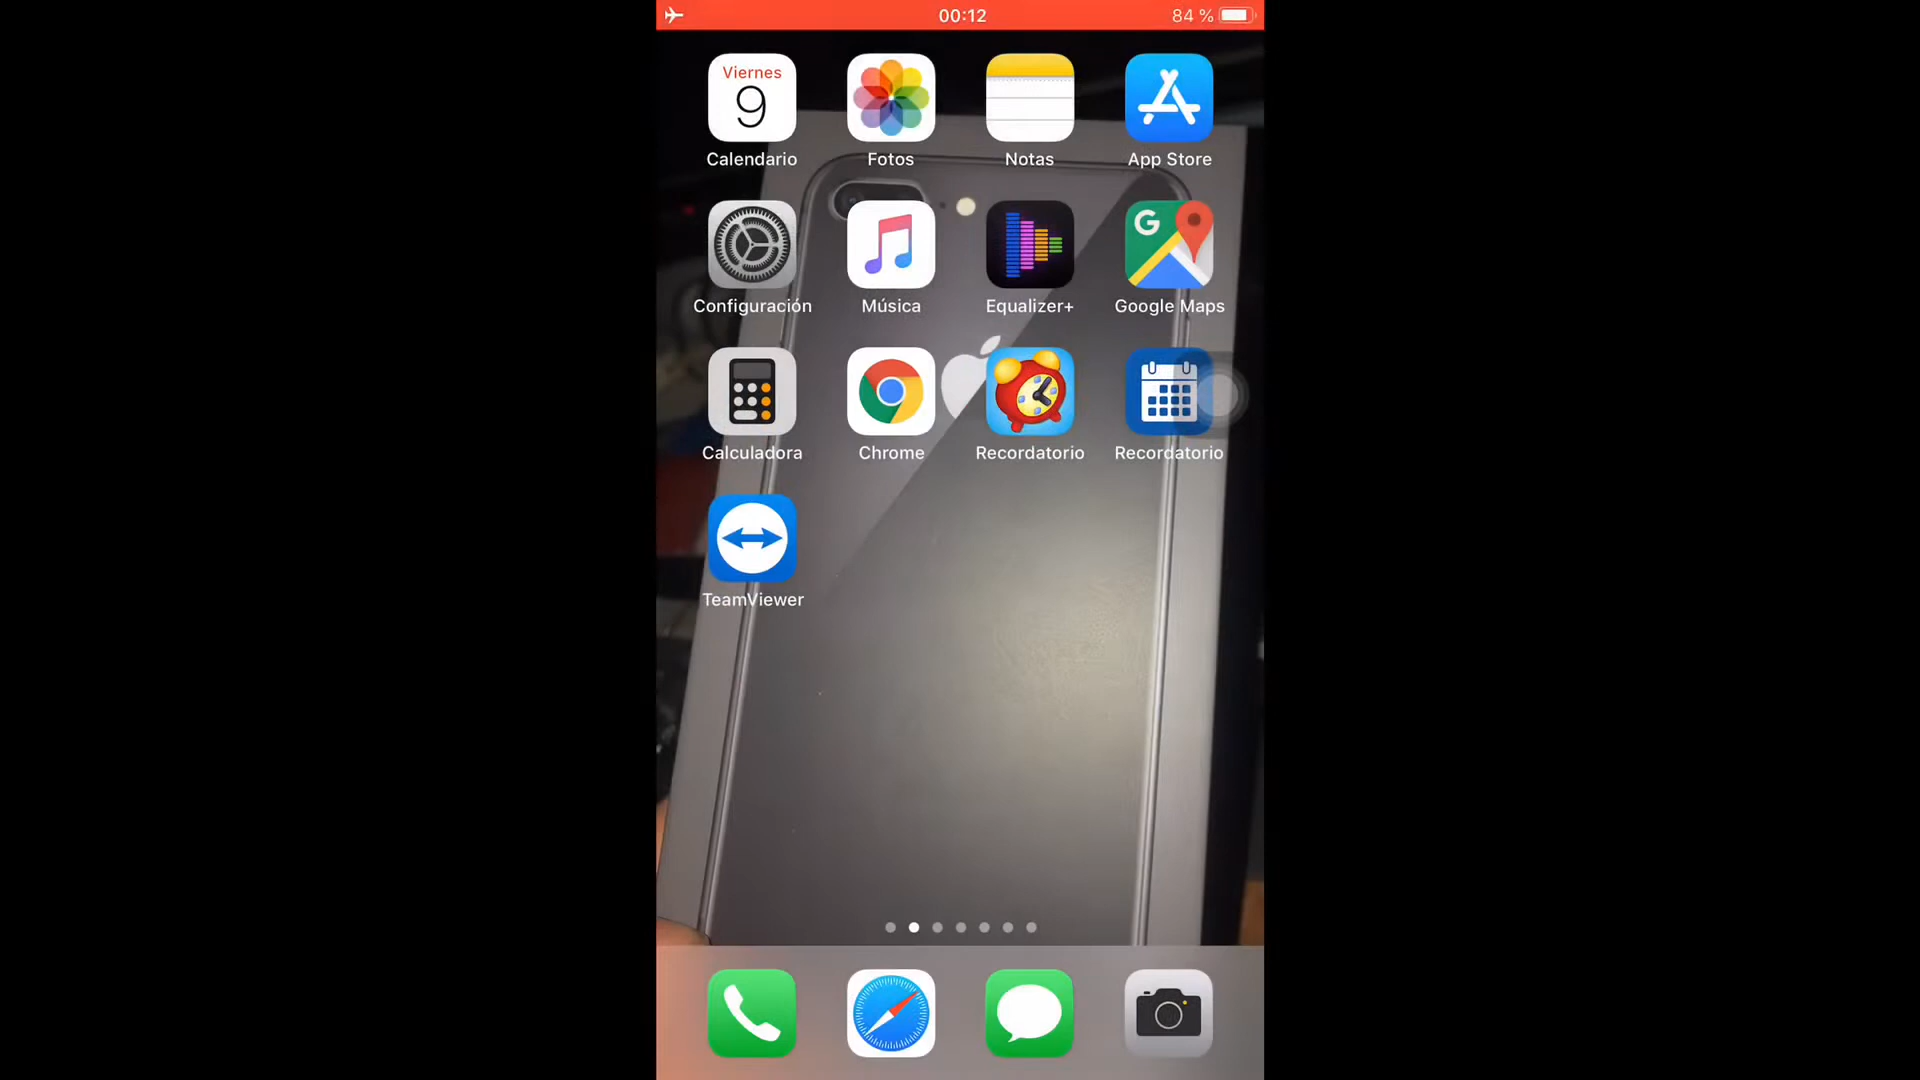 00:12 84 %
Viernes
9
Calendario Fotos Notas App Store
G
Configuración Música Equalizer+ Google Maps
Calculadora Chrome Recordatorio Recordatorio
TeamViewer